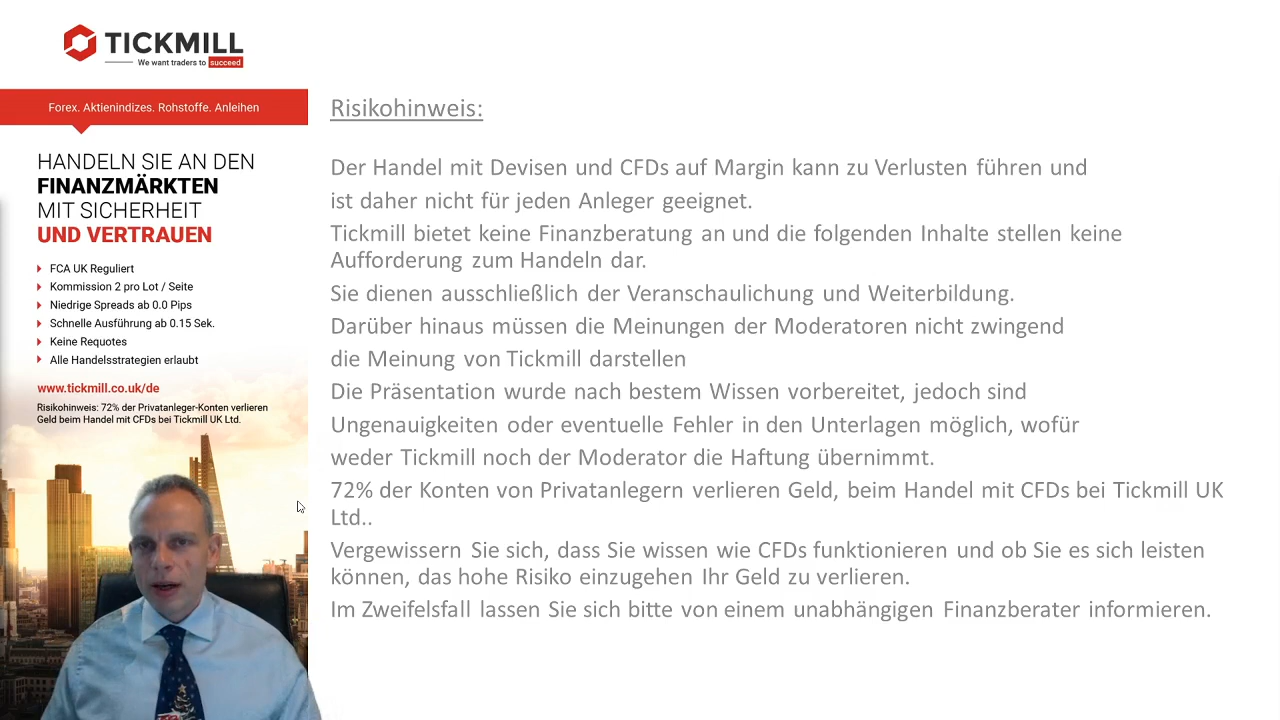 TICKMILL
We want traders to succeed
Forex. Aktienindizes. Rohstoffe. Anleihen
HANDELN SIE AN DEN
FINANZMÄRKTEN
MIT SICHERHEIT
UND VERTRAUEN
FCA UK Reguliert
Kommission 2 pro Lot / Seite
Niedrige Spreads ab 0.0 Pips
Schnelle Ausführung ab 0.15 Sek.
Keine Requotes
Alle Handelsstrategien erlaubt
www.tickmill.co.uk/de
Risikohinweis: 72% der Privatanleger-Konten verlieren
Geld beim Handel mit CFDs bei Tickmill UK Ltd.
Risikohinweis:
Der Handel mit Devisen und CFDs auf Margin kann zu Verlusten führen und
ist daher nicht für jeden Anleger geeignet.
Tickmill bietet keine Finanzberatung an und die folgenden Inhalte stellen keine
Aufforderung zum Handeln dar.
Sie dienen ausschließlich der Veranschaulichung und Weiterbildung.
Darüber hinaus müssen die Meinungen der Moderatoren nicht zwingend
die Meinung von Tickmill darstellen
Die Präsentation wurde nach bestem Wissen vorbereitet, jedoch sind
Ungenauigkeiten oder eventuelle Fehler in den Unterlagen möglich, wofür
weder Tickmill noch der Moderator die Haftung übernimmt.
72% der Konten von Privatanlegern verlieren Geld, beim Handel mit CFDs bei Tickmill UK
Ltd..
Vergewissern Sie sich, dass Sie wissen wie CFDs funktionieren und ob Sie es sich leisten
können, das hohe Risiko einzugehen Ihr Geld zu verlieren.
Im Zweifelsfall lassen Sie sich bitte von einem unabhängigen Finanzberater informieren.